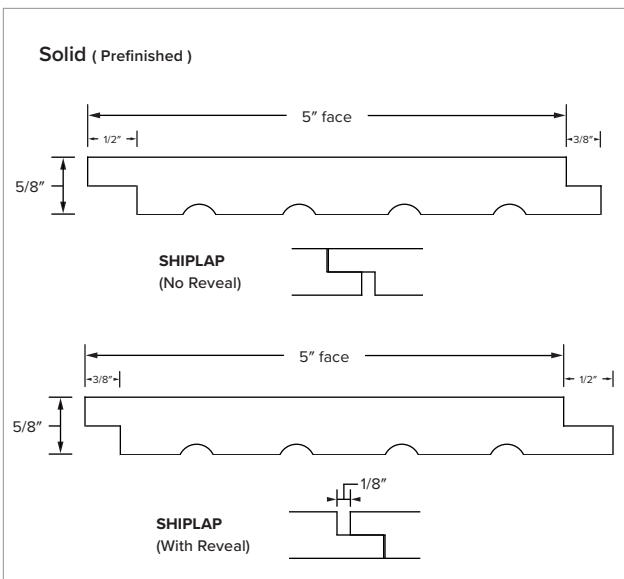 Solid ( Prefinished )
5″ face
1/2″
3/8″
5/8″
SHIPLAP
(No Reveal)
5″ face
3/8″
1/2″
5/8″
1/8″
SHIPLAP
(With Reveal)